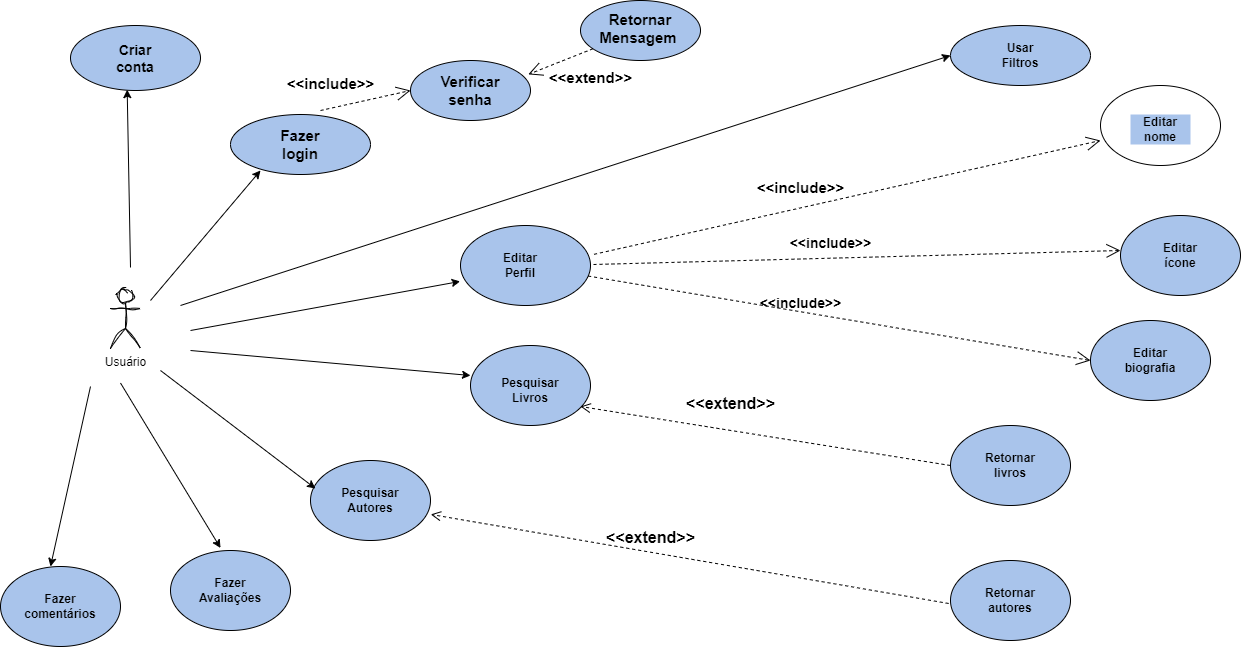 Retornar
Mensagem
Criar
conta
<<include>>
Verificar
senha
<<extend>>
Usar
Filtros
Fazer
login
Editar
nome
<<include>>
Editar
Perfil
<<include>>
Editar
ícone
<<include>>
Usuário
Editar
biografia
Pesquisar
Livros
<<extend>>
Retornar
livros
Pesquisar
Autores
<<extend>>
Fazer
Avaliações
Fazer
comentários
Retornar
autores